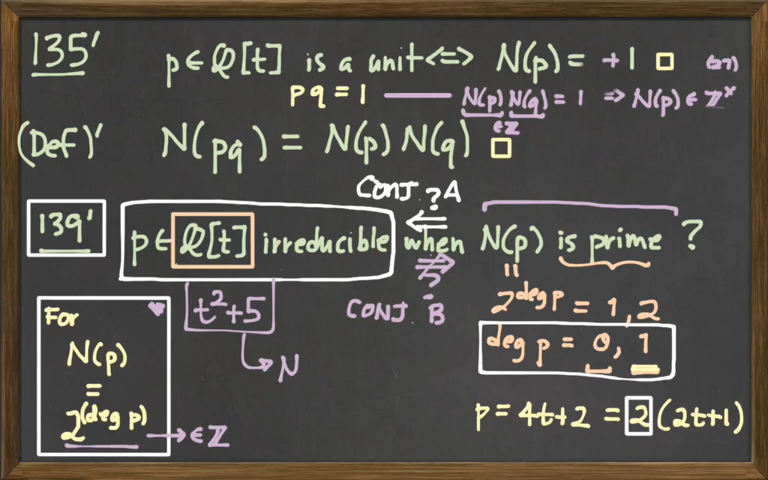 135' p ∈ Q[t] is a unit <=> N(p) = +1 □ (27)
pq = 1 — N(p) N(q) = 1 => N(p) ∈ Z^x
∈ Z
(Def)' N(pq) = N(p) N(q) □
CONJ. ? A
139' p ∈ Q[t] irreducible when N(p) is prime ?
CONJ. B
t² + 5
→ N
" 2^deg p = 1, 2
deg p = 0, 1
For
N(p)
=
2^(deg p) → ∈ Z
p = 4t+2 = 2 (2t+1)